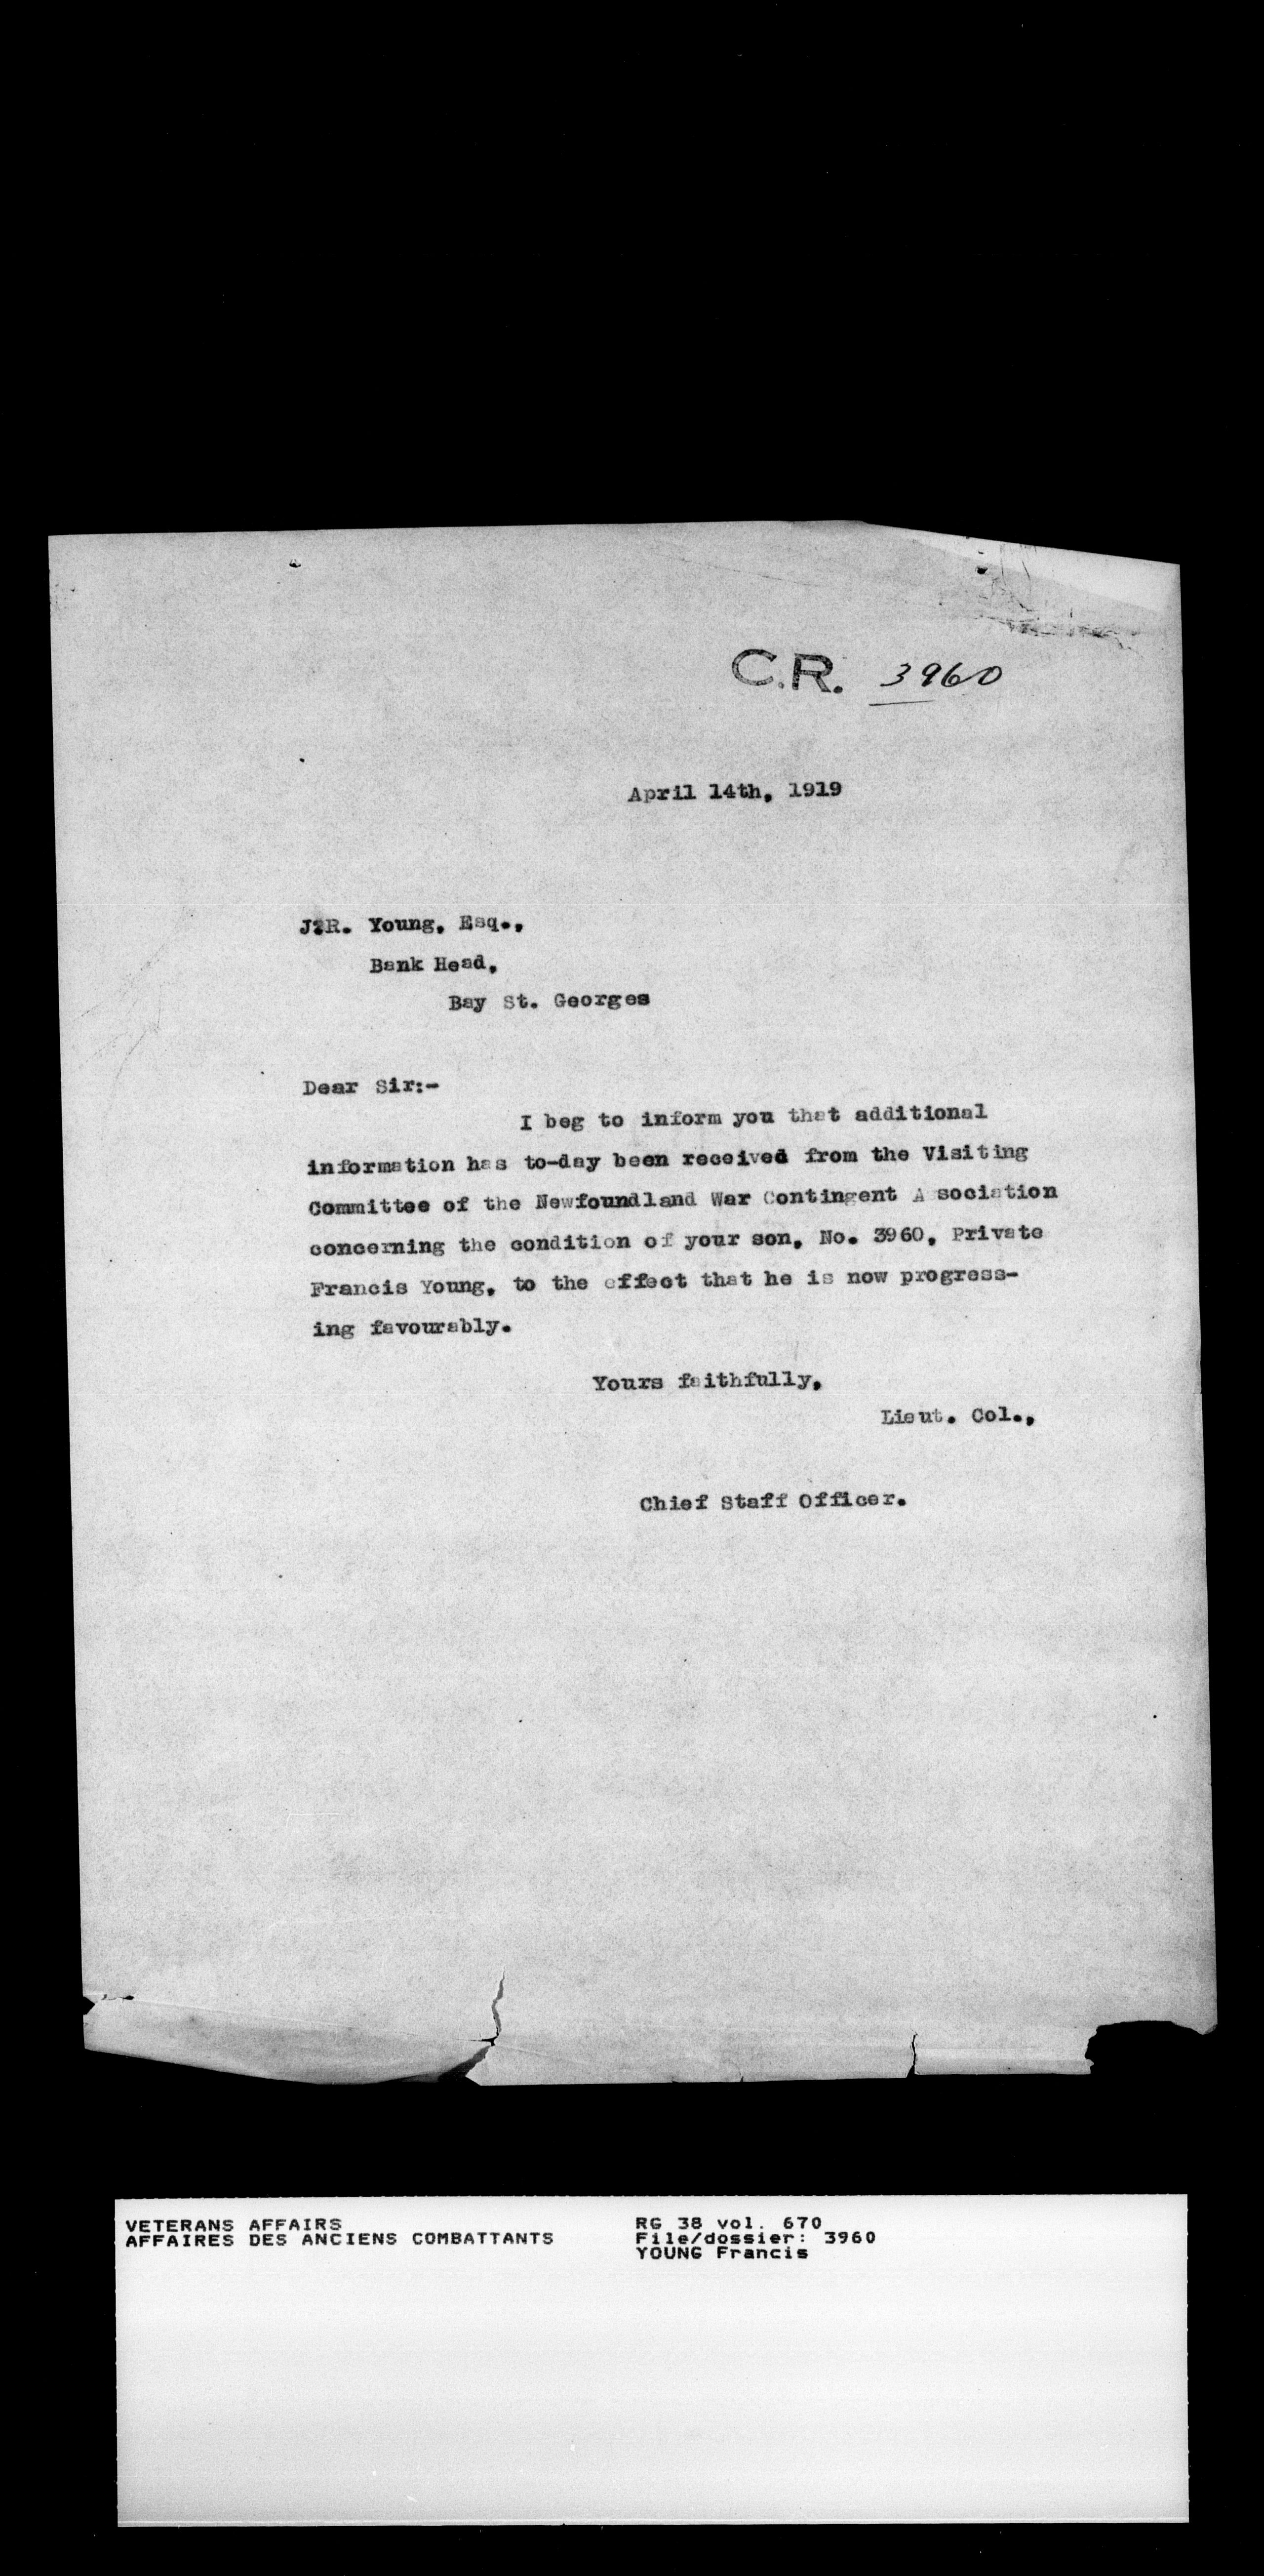 C.R. 3960
April 14th, 1919
J.R. Young, Esq.,
Bank Head,
Bay St. Georges
Dear Sir:-
I beg to inform you that additional
information has to-day been received from the Visiting
Committee of the Newfoundland War Contingent A sociation
concerning the condition of your son, No. 3960, Private
Francis Young, to the effect that he is now progress-
ing favourably.
Yours faithfully,
Lieut. Col.,
Chief Staff Officer.
VETERANS AFFAIRS
AFFAIRES DES ANCIENS COMBATTANTS
RG 38 vol. 670
File/dossier: 3960
YOUNG Francis